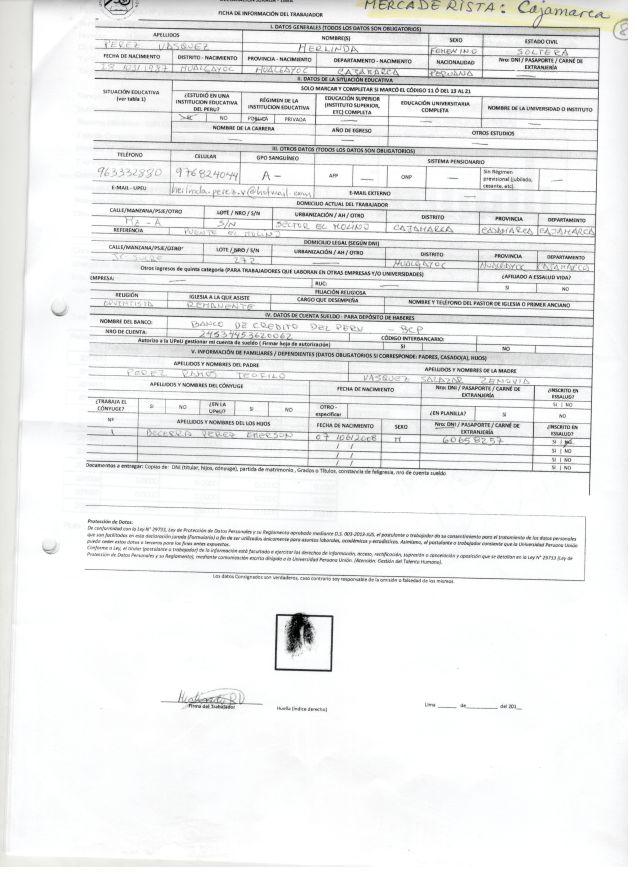 MERCADERISTA: Cajamarca
FICHA DE INFORMACIÓN DEL TRABAJADOR
I. DATOS GENERALES (TODOS LOS DATOS SON OBLIGATORIOS)
APELLIDOS NOMBRE(S) SEXO ESTADO CIVIL
PEREZ VASQUEZ HERLINDA FEMENINO SOLTERA
FECHA DE NACIMIENTO DISTRITO - NACIMIENTO PROVINCIA - NACIMIENTO DEPARTAMENTO - NACIMIENTO NACIONALIDAD Nro: DNI / PASAPORTE / CARNÉ DE EXTRANJERÍA
1987 HUALGAYOC HUALGAYOC CAJAMARCA PERUANA
II. DATOS DE LA SITUACIÓN EDUCATIVA
SITUACIÓN EDUCATIVA (ver tabla 1)
SOLO MARCAR Y COMPLETAR SI MARCÓ EL CÓDIGO 11 Ó DEL 13 AL 21
¿ESTUDIÓ EN UNA INSTITUCION EDUCATIVA DEL PERU? RÉGIMEN DE LA INSTITUCION EDUCATIVA EDUCACIÓN SUPERIOR (INSTITUTO SUPERIOR, ETC) COMPLETA EDUCACIÓN UNIVERSITARIA COMPLETA NOMBRE DE LA UNIVERSIDAD O INSTITUTO
NO PÚBLICA PRIVADA
NOMBRE DE LA CARRERA AÑO DE EGRESO OTROS ESTUDIOS
III. OTROS DATOS (TODOS LOS DATOS SON OBLIGATORIOS)
TELÉFONO CELULAR GPO SANGUÍNEO SISTEMA PENSIONARIO
963332880 976824044 A- AFP ONP Sin Régimen previsional (jubilado, cesante, etc).
E-MAIL - UPEU herlinda.perez.v@hotmail.com E-MAIL EXTERNO
DOMICILIO ACTUAL DEL TRABAJADOR
CALLE/MANZANA/PSJE/OTRO LOTE / NRO / S/N URBANIZACIÓN / AH / OTRO DISTRITO PROVINCIA DEPARTAMENTO
MZ-A S/N SECTOR EL MOLINO CAJAMARCA CAJAMARCA CAJAMARCA
REFERENCIA PUENTE EL MOLINO
DOMICILIO LEGAL (SEGÚN DNI)
CALLE/MANZANA/PSJE/OTRO LOTE / NRO / S/N URBANIZACIÓN / AH / OTRO DISTRITO PROVINCIA DEPARTAMENTO
JR SUCRE 272 HUALGAYOC HUALGAYOC CAJAMARCA
Otros ingresos de quinta categoría (PARA TRABAJADORES QUE LABORAN EN OTRAS EMPRESAS Y/O UNIVERSIDADES) ¿AFILIADO A ESSALUD VIDA?
EMPRESA: RUC: SI NO
FILIACIÓN RELIGIOSA
RELIGIÓN IGLESIA A LA QUE ASISTE CARGO QUE DESEMPEÑA NOMBRE Y TELÉFONO DEL PASTOR DE IGLESIA O PRIMER ANCIANO
ADVENTISTA REMANENTE
IV. DATOS DE CUENTA SUELDO - PARA DEPÓSITO DE HABERES
NOMBRE DEL BANCO: BANCO DE CREDITO DEL PERU BCP
NRO DE CUENTA: 24534453620062 CÓDIGO INTERBANCARIO:
Autorizo a la UPeU gestionar mi cuenta de sueldo ( Firmar hoja de autorización) SI NO
V. INFORMACIÓN DE FAMILIARES / DEPENDIENTES (DATOS OBLIGATORIOS SI CORRESPONDE: PADRES, CASADO(A), HIJOS)
APELLIDOS Y NOMBRES DEL PADRE APELLIDOS Y NOMBRES DE LA MADRE
PEREZ RAMOS TEOFILO VASQUEZ SALAZAR ZENOVIA
APELLIDOS Y NOMBRES DEL CÓNYUGE FECHA DE NACIMIENTO Nro: DNI / PASAPORTE / CARNÉ DE EXTRANJERÍA ¿INSCRITO EN ESSALUD?
¿TRABAJA EL CÓNYUGE? SI NO ¿EN LA UPeU? SI NO OTRO - especificar ¿EN PLANILLA? SI NO
Nº APELLIDOS Y NOMBRES DEL LOS HIJOS FECHA DE NACIMIENTO SEXO Nro: DNI / PASAPORTE / CARNÉ DE EXTRANJERÍA ¿INSCRITO EN ESSALUD?
1 BECERRA PEREZ EMERSON 07/06/2008 M 60658257 SI | NO
/ / SI | NO
/ / SI | NO
Documentos a entregar: Copias de: DNI (titular, hijos, cónyuge), partida de matrimonio, Grados o Títulos, constancia de feligresía, nro de cuenta sueldo
Protección de Datos:
De conformidad con la Ley N° 29733, Ley de Protección de Datos Personales y su Reglamento aprobado mediante D.S. 003-2013-JUS, el postulante o trabajador da su consentimiento para el tratamiento de los datos personales
que son facilitados en esta declaración jurada (Formulario) a fin de ser utilizados únicamente para asuntos laborales, académicos y estadísticos. Asimismo, el postulante o trabajador consiente que la Universidad Peruana Unión
pueda ceder estos datos a terceros para los fines antes expuestos.
Conforme a Ley, el titular (postulante o trabajador) de la información está facultado a ejercitar los derechos de información, acceso, rectificación, supresión o cancelación y oposición que se detallan en la Ley N° 29733 (Ley de
Protección de Datos Personales y su Reglamento), mediante comunicación escrita dirigida a la Universidad Peruana Unión. (Atención: Gestión del Talento Humano).
Los datos Consignados son verdaderos, caso contrario soy responsable de la omisión o falsedad de los mismos.
Firma del Trabajador
Huella (índice derecho)
Lima de del 201